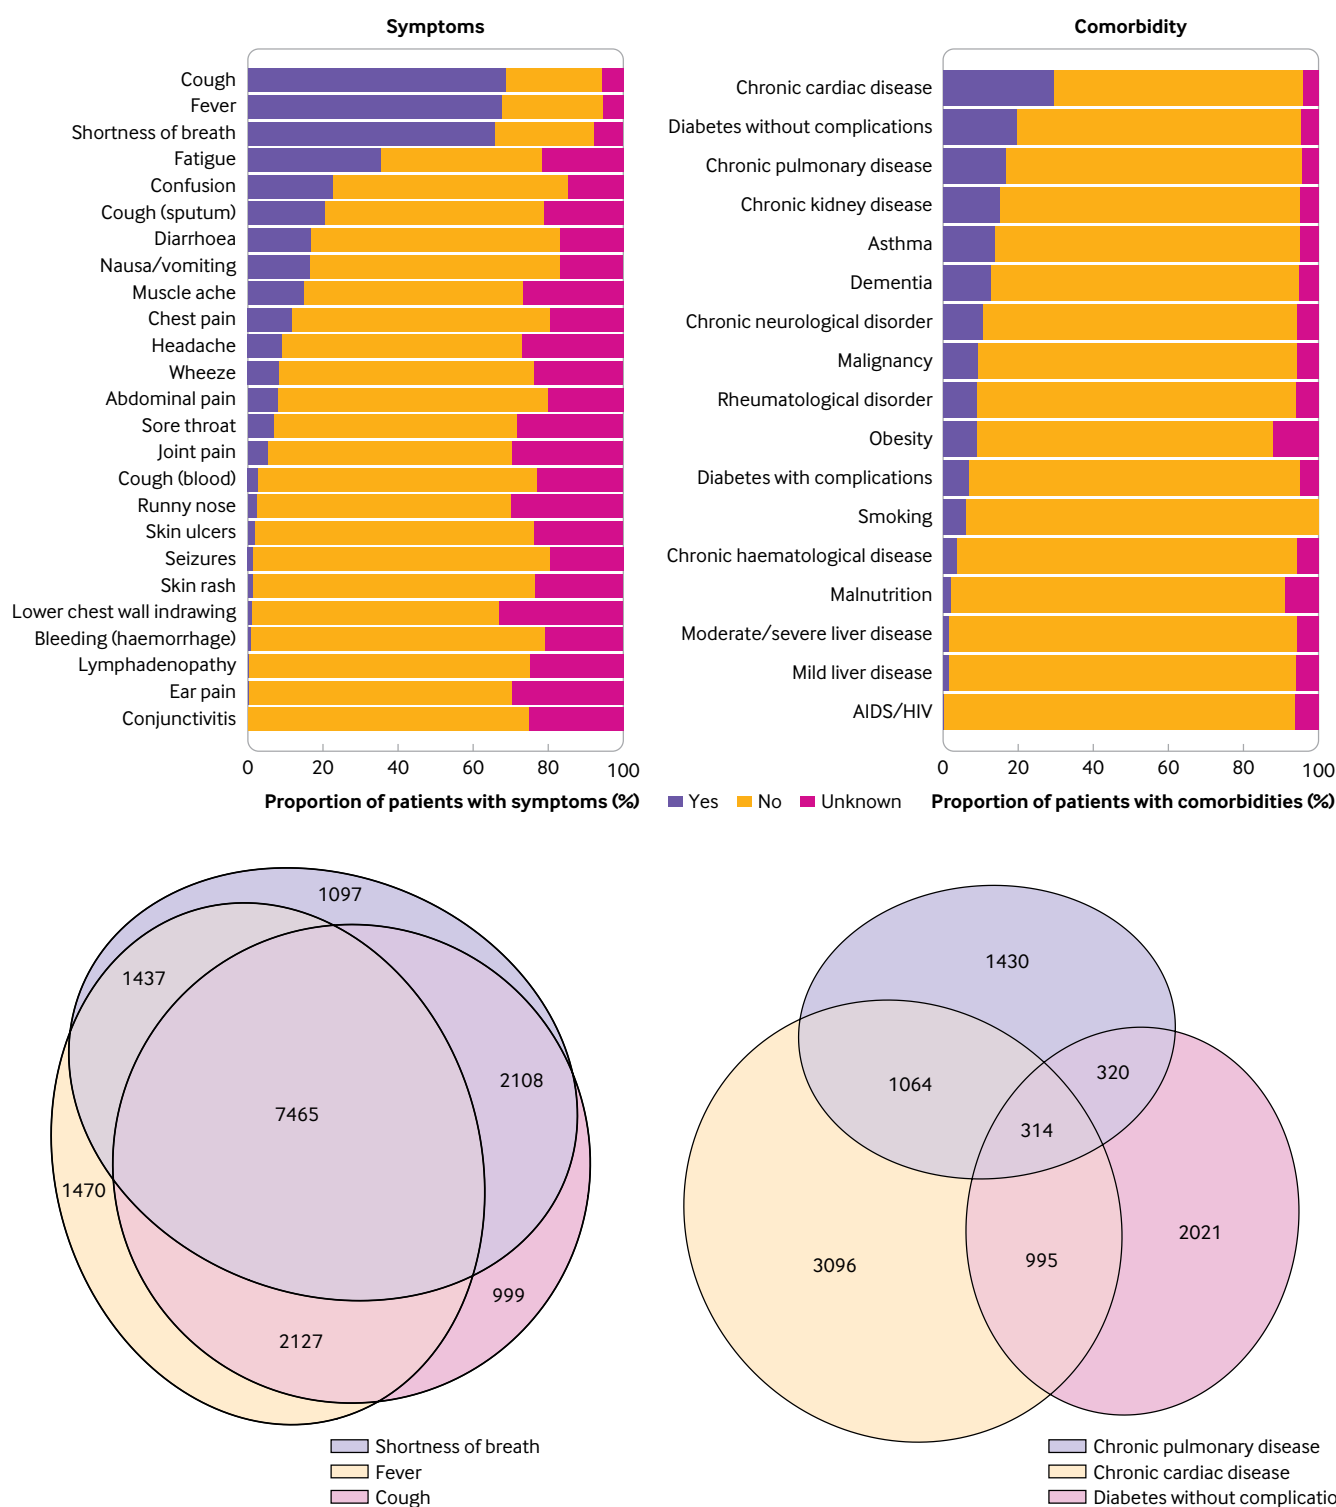 Symptoms
Cough
Fever
Shortness of breath
Fatigue
Confusion
Cough (sputum)
Diarrhoea
Nausa/vomiting
Muscle ache
Chest pain
Headache
Wheeze
Abdominal pain
Sore throat
Joint pain
Cough (blood)
Runny nose
Skin ulcers
Seizures
Skin rash
Lower chest wall indrawing
Bleeding (haemorrhage)
Lymphadenopathy
Ear pain
Conjunctivitis
0 20 40 60 80 100
Proportion of patients with symptoms (%)
Yes No Unknown
Comorbidity
Chronic cardiac disease
Diabetes without complications
Chronic pulmonary disease
Chronic kidney disease
Asthma
Dementia
Chronic neurological disorder
Malignancy
Rheumatological disorder
Obesity
Diabetes with complications
Smoking
Chronic haematological disease
Malnutrition
Moderate/severe liver disease
Mild liver disease
AIDS/HIV
0 20 40 60 80 100
Proportion of patients with comorbidities (%)
1097
1437
2108
7465
1470
999
2127
Shortness of breath
Fever
Cough
1430
320
1064
314
2021
995
3096
Chronic pulmonary disease
Chronic cardiac disease
Diabetes without complicatio